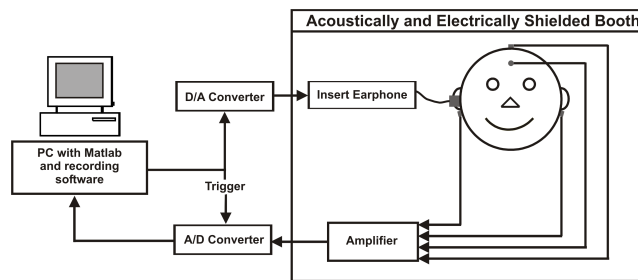 Acoustically and Electrically Shielded Booth
D/A Converter
Insert Earphone
PC with Matlab
and recording
software
Trigger
A/D Converter
Amplifier